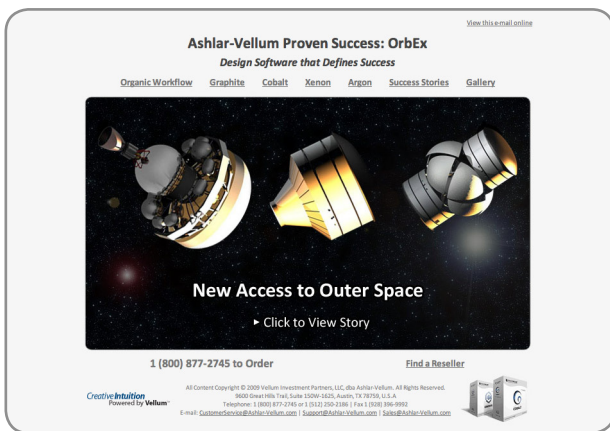 View this e-mail online
Ashlar-Vellum Proven Success: OrbEx
Design Software that Defines Success
Organic Workflow Graphite Cobalt Xenon Argon Success Stories Gallery
New Access to Outer Space
▸ Click to View Story
1 (800) 877-2745 to Order Find a Reseller
All Content Copyright © 2009 Vellum Investment Partners, LLC, dba Ashlar-Vellum. All Rights Reserved.
9600 Great Hills Trail, Suite 150W-1625, Austin, TX 78759, U.S.A
Telephone: 1 (800) 877-2745 or 1 (512) 250-2186 | Fax 1 (928) 396-9992
E-mail: CustomerService@Ashlar-Vellum.com | Support@Ashlar-Vellum.com | Sales@Ashlar-Vellum.com
Creative Intuition
Powered by Vellum™